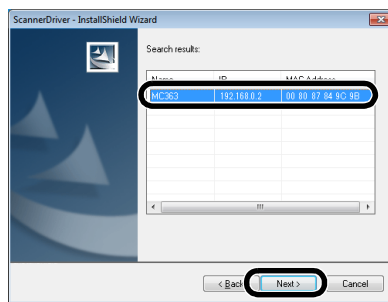 ScannerDriver - InstallShield Wizard
Search results:
Name IP MAC Address
MC363 192.168.0.2 00 80 87 84 9C 9B
< Back Next > Cancel